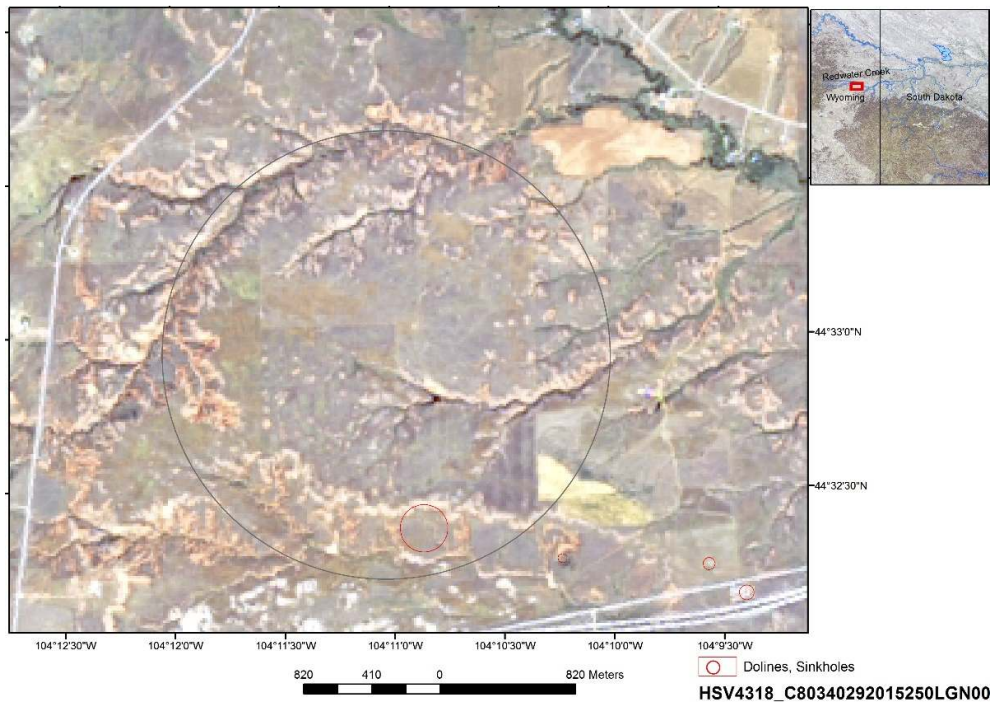 Redwater Creek
Wyoming
South Dakota
44°33'0"N
44°32'30"N
104°12'30"W
104°12'0"W
104°11'30"W
104°11'0"W
104°10'30"W
104°10'0"W
104°9'30"W
820 410 0 820 Meters
Dolines, Sinkholes
HSV4318_C80340292015250LGN00